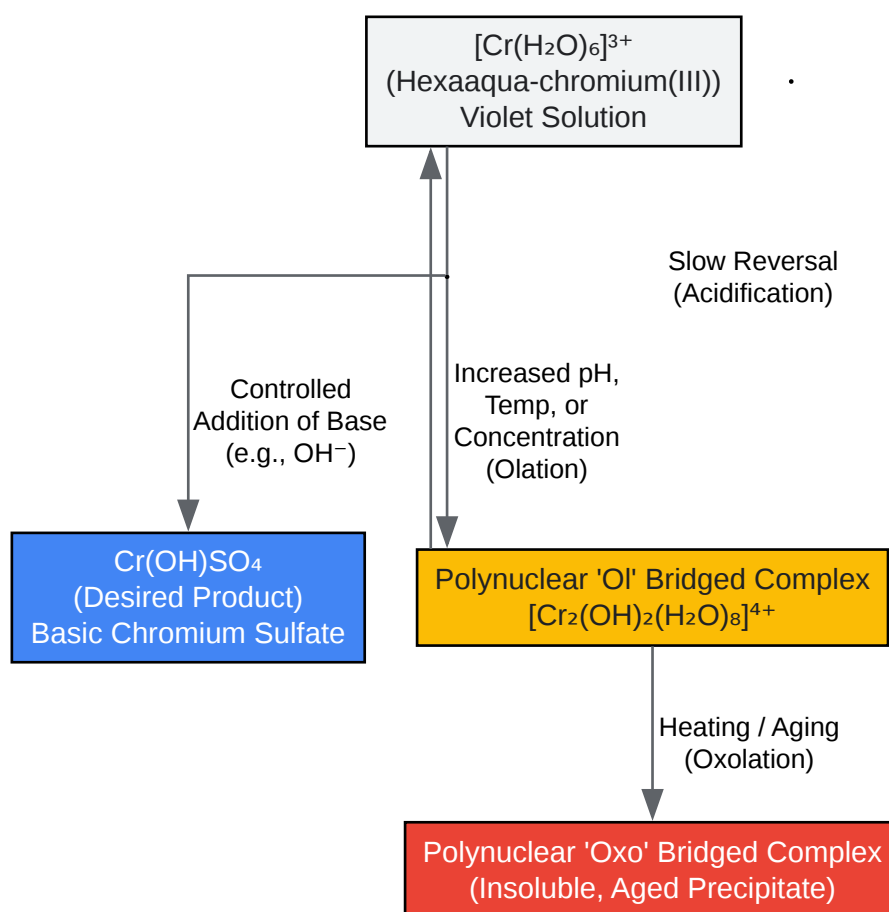 [Cr(H₂O)₆]³⁺
(Hexaaqua-chromium(III))
Violet Solution
Slow Reversal
(Acidification)
Controlled
Addition of Base
(e.g., OH⁻)
Increased pH,
Temp, or
Concentration
(Olation)
Cr(OH)SO₄
(Desired Product)
Basic Chromium Sulfate
Polynuclear 'Ol' Bridged Complex
[Cr₂(OH)₂(H₂O)₈]⁴⁺
Heating / Aging
(Oxolation)
Polynuclear 'Oxo' Bridged Complex
(Insoluble, Aged Precipitate)